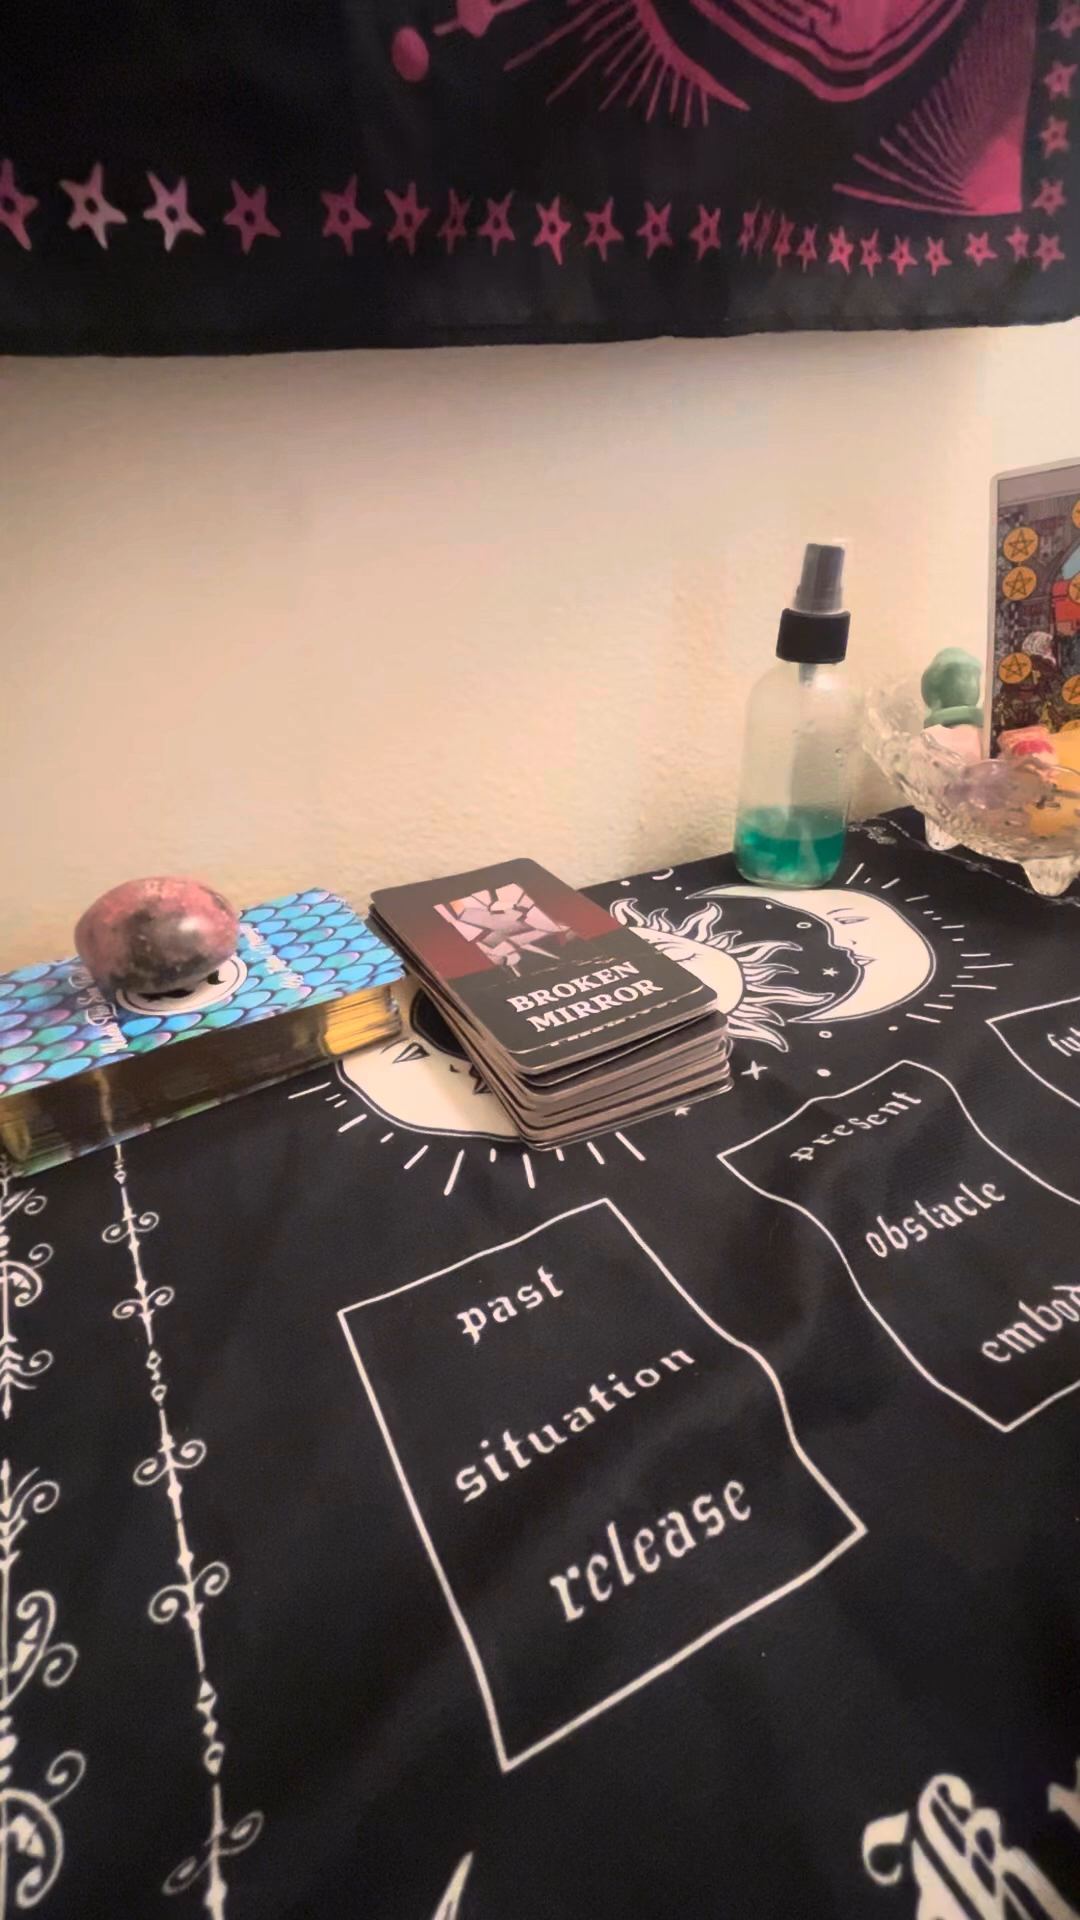 BROKEN
MIRROR
past
situation
release
present
obstacle